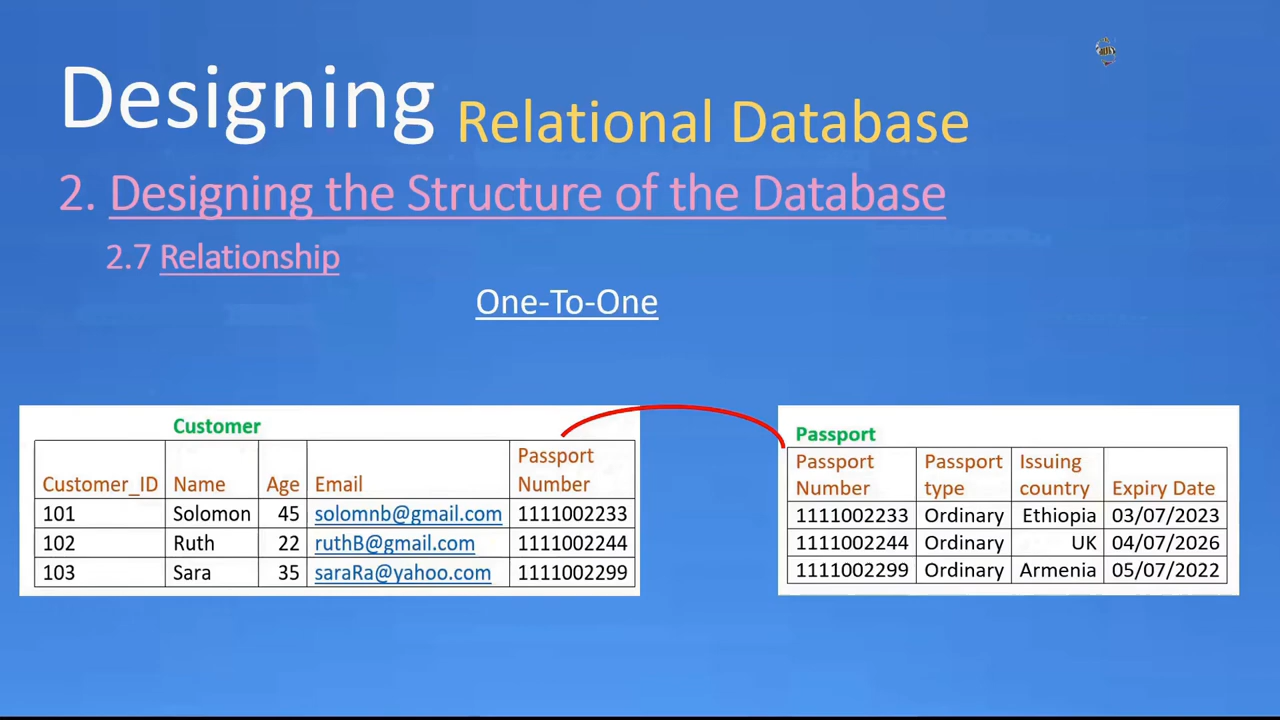 Designing Relational Database
2. Designing the Structure of the Database
2.7 Relationship
One-To-One
Customer
Customer_ID Name Age Email Passport Number
101 Solomon 45 solomnb@gmail.com 1111002233
102 Ruth 22 ruthB@gmail.com 1111002244
103 Sara 35 saraRa@yahoo.com 1111002299
Passport
Passport Number Passport type Issuing country Expiry Date
1111002233 Ordinary Ethiopia 03/07/2023
1111002244 Ordinary UK 04/07/2026
1111002299 Ordinary Armenia 05/07/2022